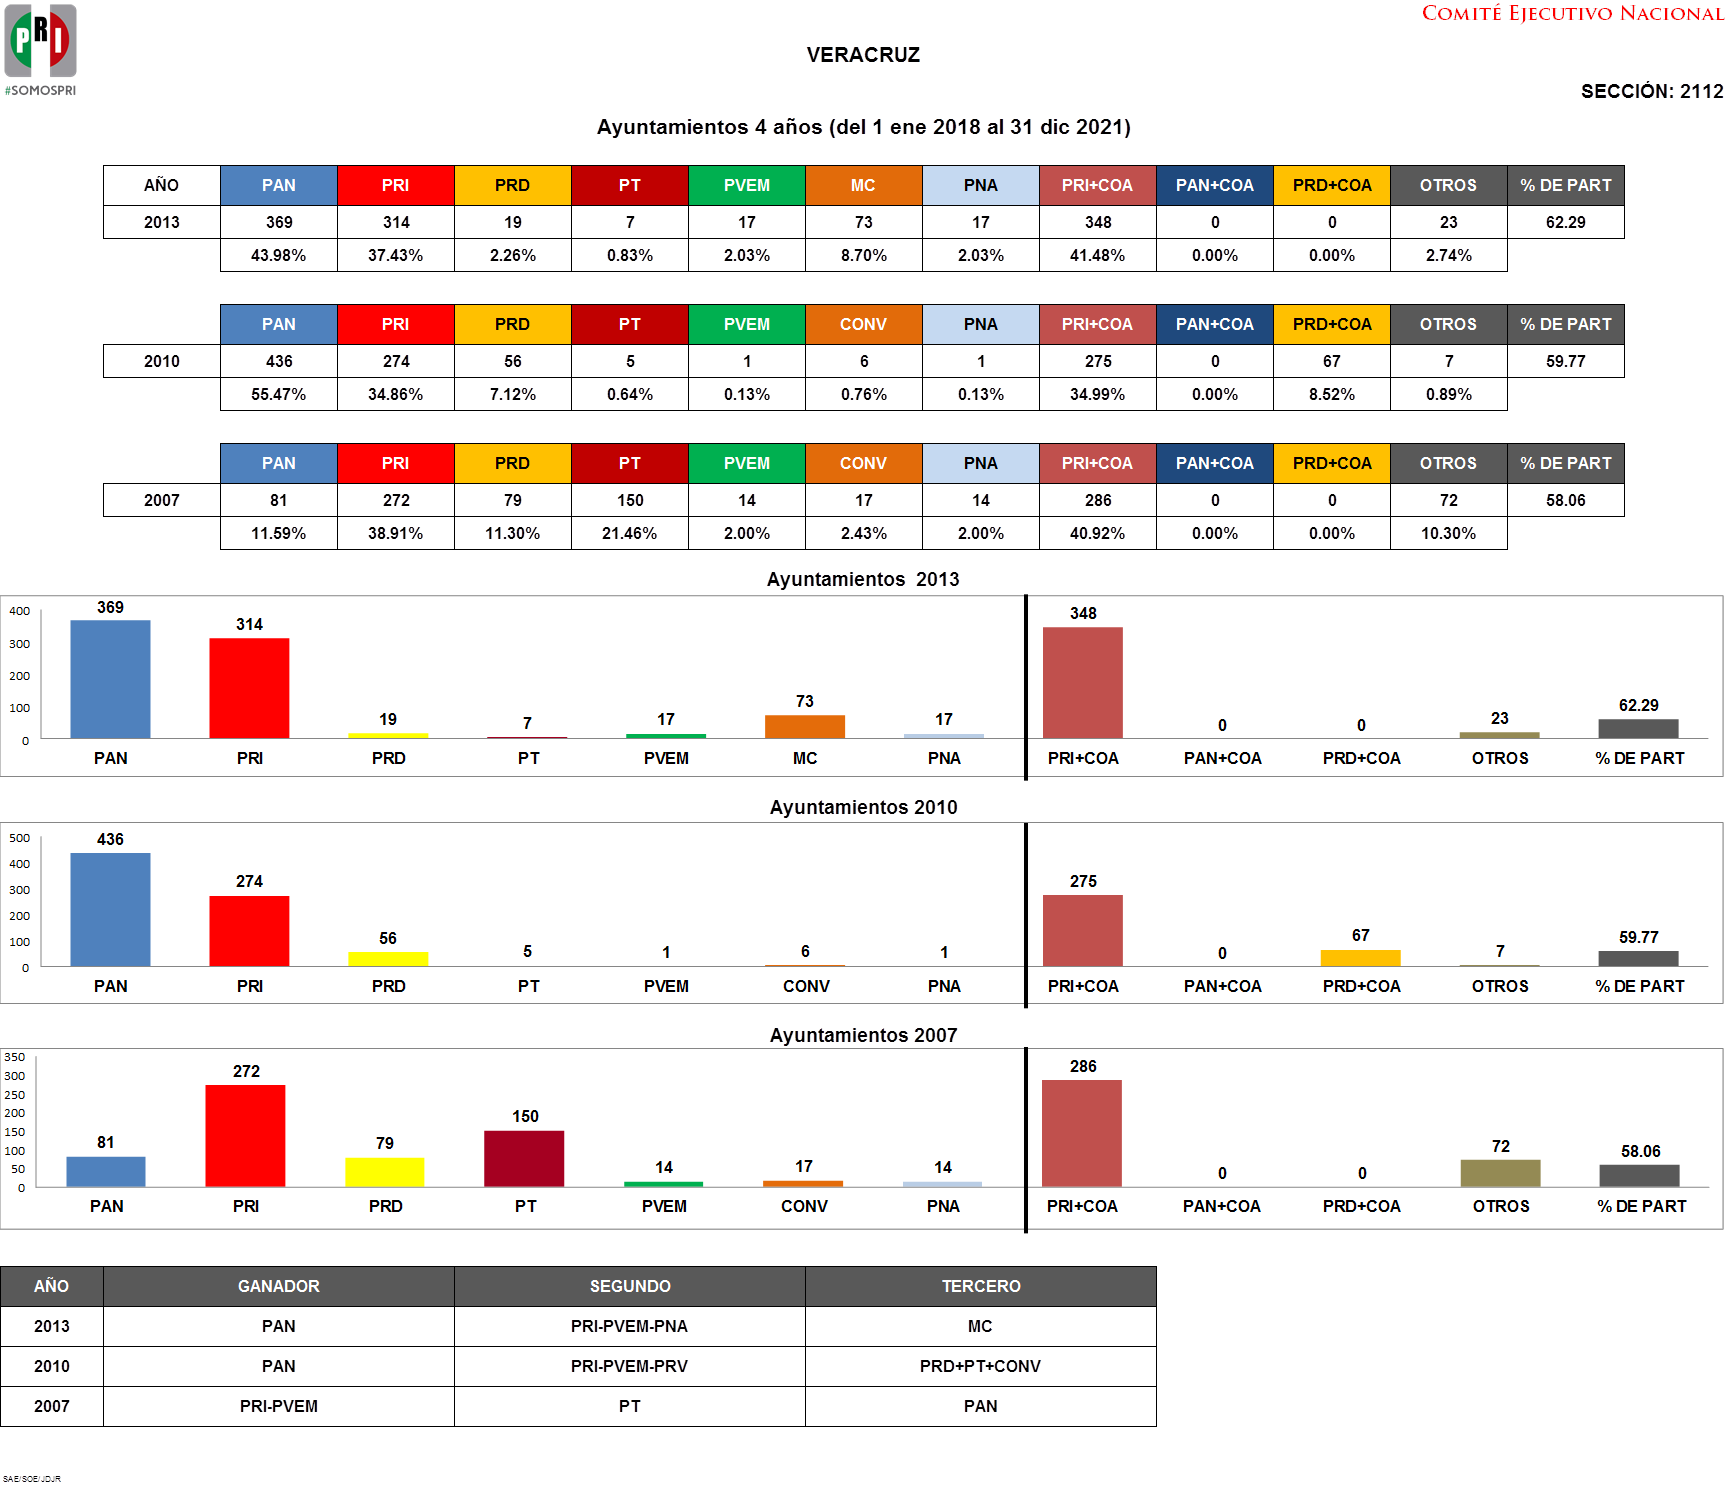 PRI
#SOMOSPRI
COMITÉ EJECUTIVO NACIONAL
VERACRUZ
SECCIÓN: 2112
Ayuntamientos 4 años (del 1 ene 2018 al 31 dic 2021)
AÑO PAN PRI PRD PT PVEM MC PNA PRI+COA PAN+COA PRD+COA OTROS % DE PART
2013 369 314 19 7 17 73 17 348 0 0 23 62.29
43.98% 37.43% 2.26% 0.83% 2.03% 8.70% 2.03% 41.48% 0.00% 0.00% 2.74%
PAN PRI PRD PT PVEM CONV PNA PRI+COA PAN+COA PRD+COA OTROS % DE PART
2010 436 274 56 5 1 6 1 275 0 67 7 59.77
55.47% 34.86% 7.12% 0.64% 0.13% 0.76% 0.13% 34.99% 0.00% 8.52% 0.89%
PAN PRI PRD PT PVEM CONV PNA PRI+COA PAN+COA PRD+COA OTROS % DE PART
2007 81 272 79 150 14 17 14 286 0 0 72 58.06
11.59% 38.91% 11.30% 21.46% 2.00% 2.43% 2.00% 40.92% 0.00% 0.00% 10.30%
Ayuntamientos 2013
400
300
200
100
0
369 314 19 7 17 73 17 348 0 0 23 62.29
PAN PRI PRD PT PVEM MC PNA PRI+COA PAN+COA PRD+COA OTROS % DE PART
Ayuntamientos 2010
500
400
300
200
100
0
436 274 56 5 1 6 1 275 0 67 7 59.77
PAN PRI PRD PT PVEM CONV PNA PRI+COA PAN+COA PRD+COA OTROS % DE PART
Ayuntamientos 2007
350
300
250
200
150
100
50
0
81 272 79 150 14 17 14 286 0 0 72 58.06
PAN PRI PRD PT PVEM CONV PNA PRI+COA PAN+COA PRD+COA OTROS % DE PART
AÑO GANADOR SEGUNDO TERCERO
2013 PAN PRI-PVEM-PNA MC
2010 PAN PRI-PVEM-PRV PRD+PT+CONV
2007 PRI-PVEM PT PAN
SAE/SOE/JDJR